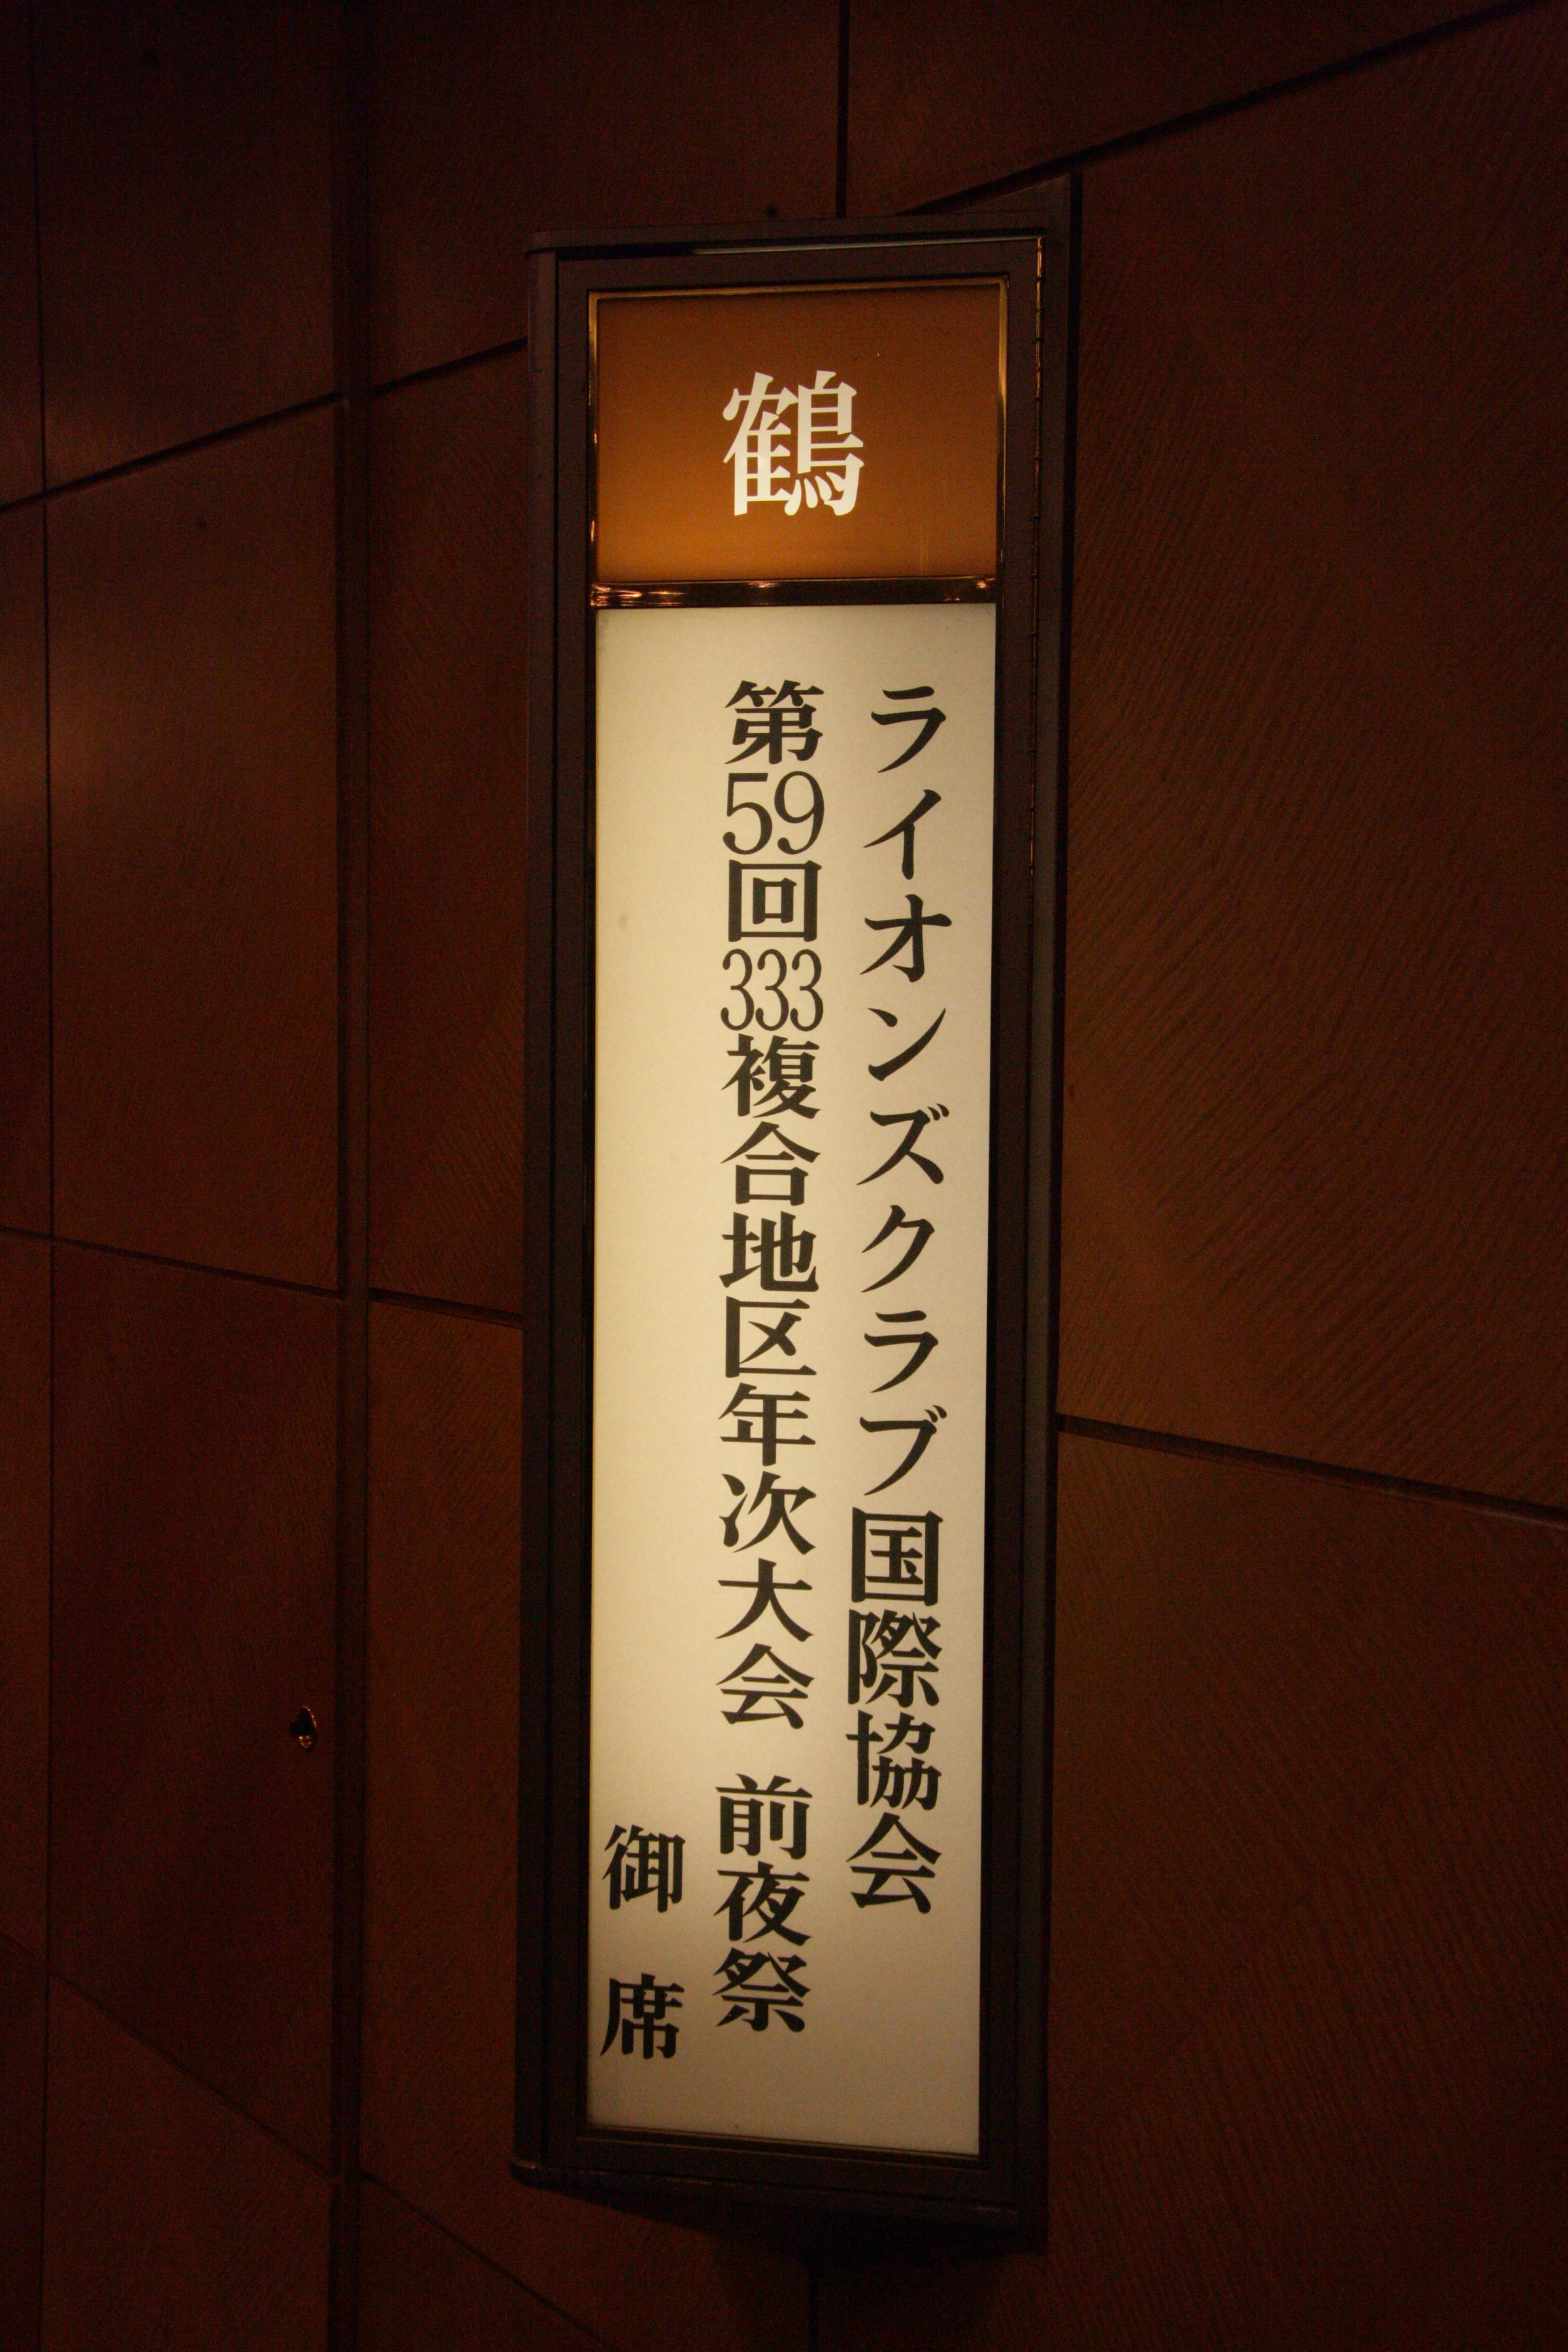 鶴
ライオンズクラブ国際協会
第59回333複合地区年次大会 前夜祭
御席